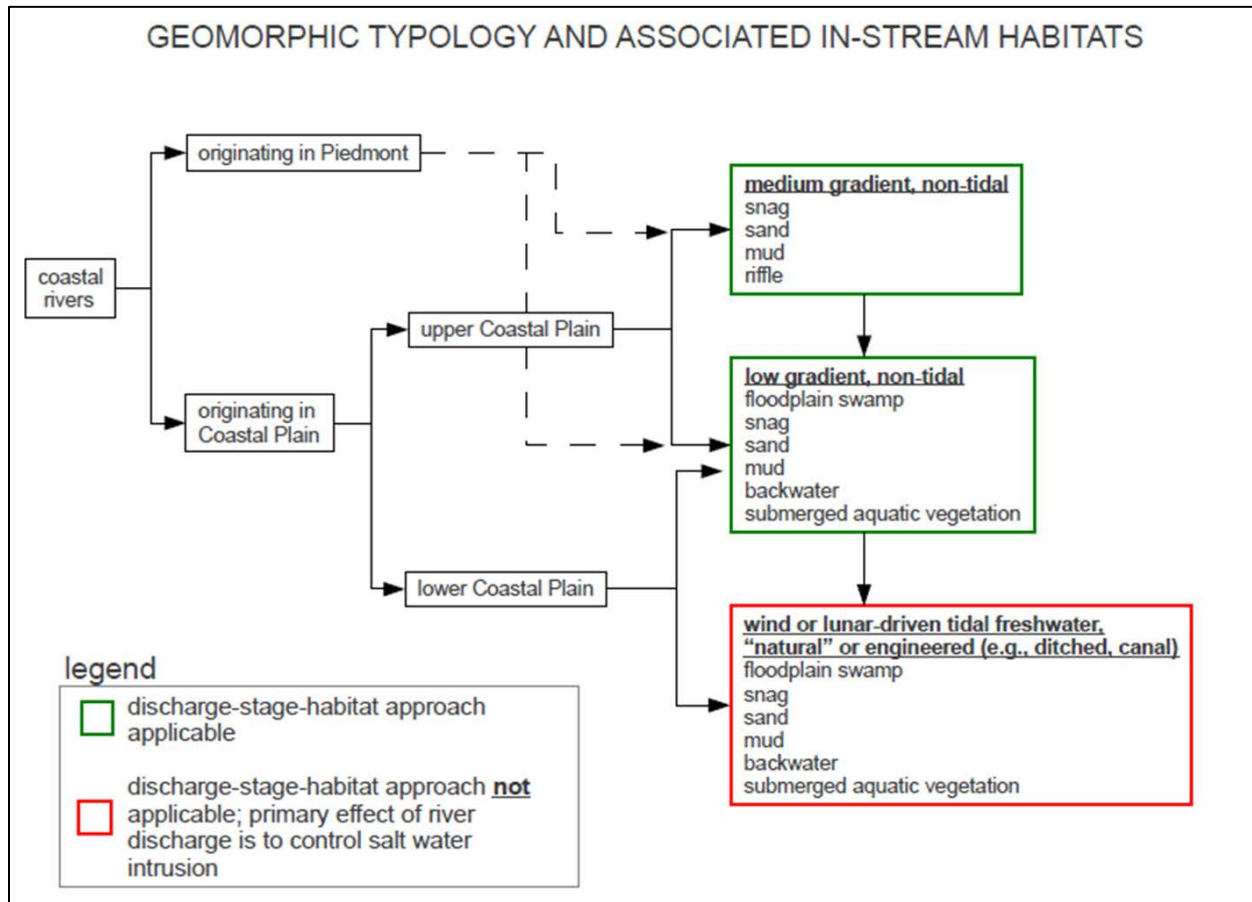 GEOMORPHIC TYPOLOGY AND ASSOCIATED IN-STREAM HABITATS
coastal
rivers
originating in Piedmont
originating in
Coastal Plain
upper Coastal Plain
lower Coastal Plain
medium gradient, non-tidal
snag
sand
mud
riffle
low gradient, non-tidal
floodplain swamp
snag
sand
mud
backwater
submerged aquatic vegetation
wind or lunar-driven tidal freshwater,
“natural” or engineered (e.g., ditched, canal)
floodplain swamp
snag
sand
mud
backwater
submerged aquatic vegetation
legend
discharge-stage-habitat approach
applicable
discharge-stage-habitat approach not
applicable; primary effect of river
discharge is to control salt water
intrusion